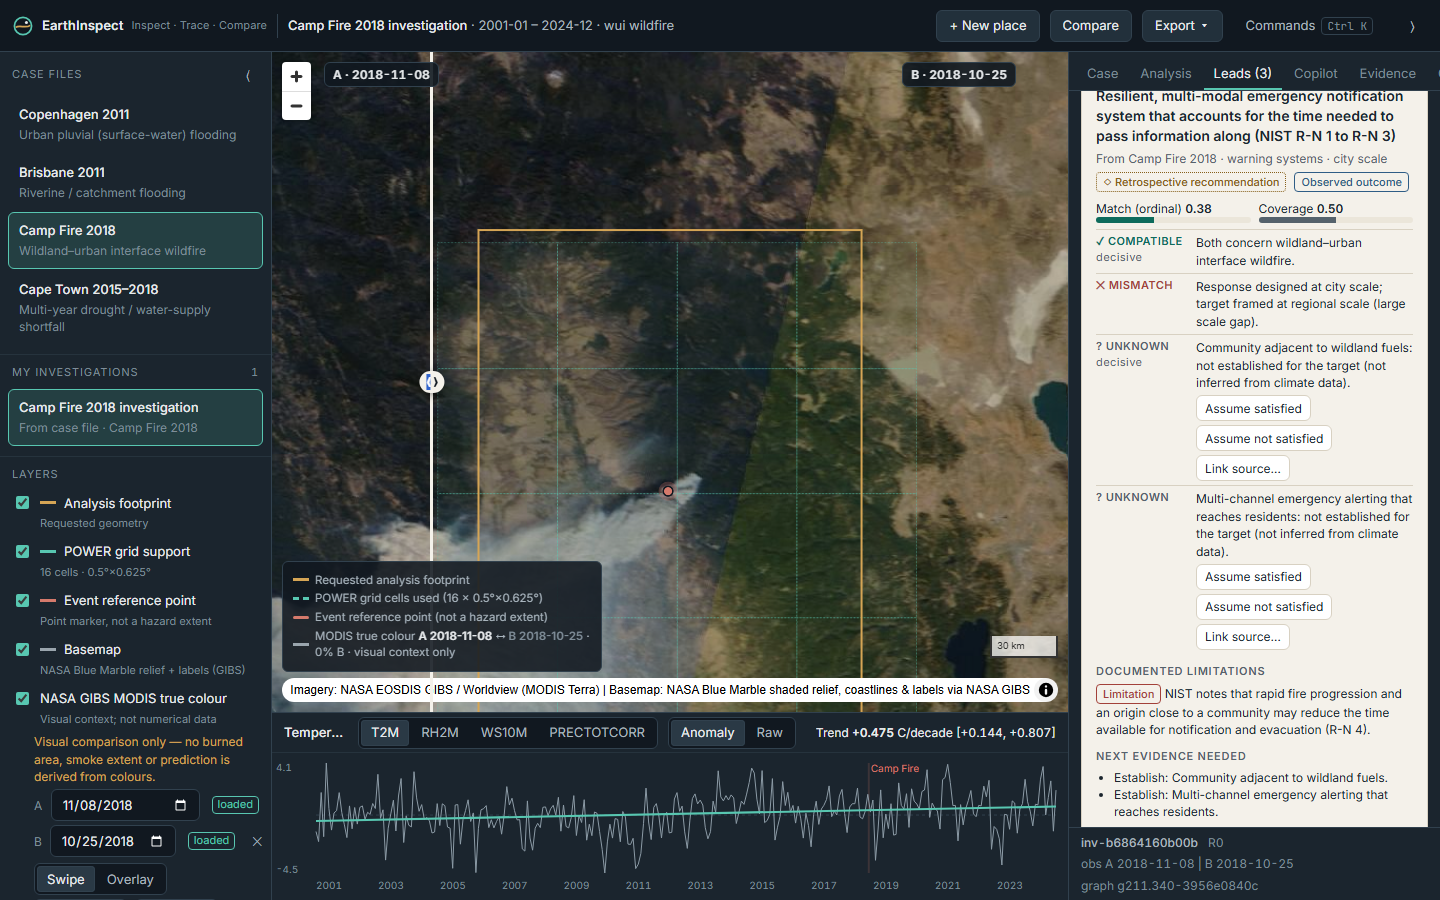 EarthInspect Inspect · Trace · Compare
Camp Fire 2018 investigation · 2001-01 – 2024-12 · wui wildfire
+ New place
Compare
Export
Commands Ctrl K
CASE FILES
Copenhagen 2011
Urban pluvial (surface-water) flooding
Brisbane 2011
Riverine / catchment flooding
Camp Fire 2018
Wildland–urban interface wildfire
Cape Town 2015–2018
Multi-year drought / water-supply
shortfall
MY INVESTIGATIONS 1
Camp Fire 2018 investigation
From case file · Camp Fire 2018
LAYERS
Analysis footprint
Requested geometry
POWER grid support
16 cells · 0.5°×0.625°
Event reference point
Point marker, not a hazard extent
Basemap
NASA Blue Marble relief + labels (GIBS)
NASA GIBS MODIS true colour
Visual context; not numerical data
Visual comparison only — no burned
area, smoke extent or prediction is
derived from colours.
A 11/08/2018 loaded
B 10/25/2018 loaded ×
Swipe Overlay
+
−
A · 2018-11-08
B · 2018-10-25
Requested analysis footprint
POWER grid cells used (16 × 0.5°×0.625°)
Event reference point (not a hazard extent)
MODIS true colour A 2018-11-08 ↔ B 2018-10-25 ·
0% B · visual context only
30 km
Imagery: NASA EOSDIS GIBS / Worldview (MODIS Terra) | Basemap: NASA Blue Marble shaded relief, coastlines & labels via NASA GIBS
Temper...
T2M RH2M WS10M PRECTOTCORR
Anomaly Raw
Trend +0.475 C/decade [+0.144, +0.807]
4.1
Camp Fire
-4.5
2001 2003 2005 2007 2009 2011 2013 2015 2017 2019 2021 2023
Case Analysis Leads (3) Copilot Evidence
Resilient, multi-modal emergency notification
system that accounts for the time needed to
pass information along (NIST R-N 1 to R-N 3)
From Camp Fire 2018 · warning systems · city scale
◇ Retrospective recommendation
Observed outcome
Match (ordinal) 0.38
Coverage 0.50
✓ COMPATIBLE
decisive
Both concern wildland–urban
interface wildfire.
✕ MISMATCH
Response designed at city scale;
target framed at regional scale (large
scale gap).
? UNKNOWN
decisive
Community adjacent to wildland fuels:
not established for the target (not
inferred from climate data).
Assume satisfied
Assume not satisfied
Link source...
? UNKNOWN
Multi-channel emergency alerting that
reaches residents: not established for
the target (not inferred from climate
data).
Assume satisfied
Assume not satisfied
Link source...
DOCUMENTED LIMITATIONS
Limitation NIST notes that rapid fire progression and
an origin close to a community may reduce the time
available for notification and evacuation (R-N 4).
NEXT EVIDENCE NEEDED
• Establish: Community adjacent to wildland fuels.
• Establish: Multi-channel emergency alerting that
reaches residents.
inv-b6864160b00b R0
obs A 2018-11-08 | B 2018-10-25
graph g211.340-3956e0840c